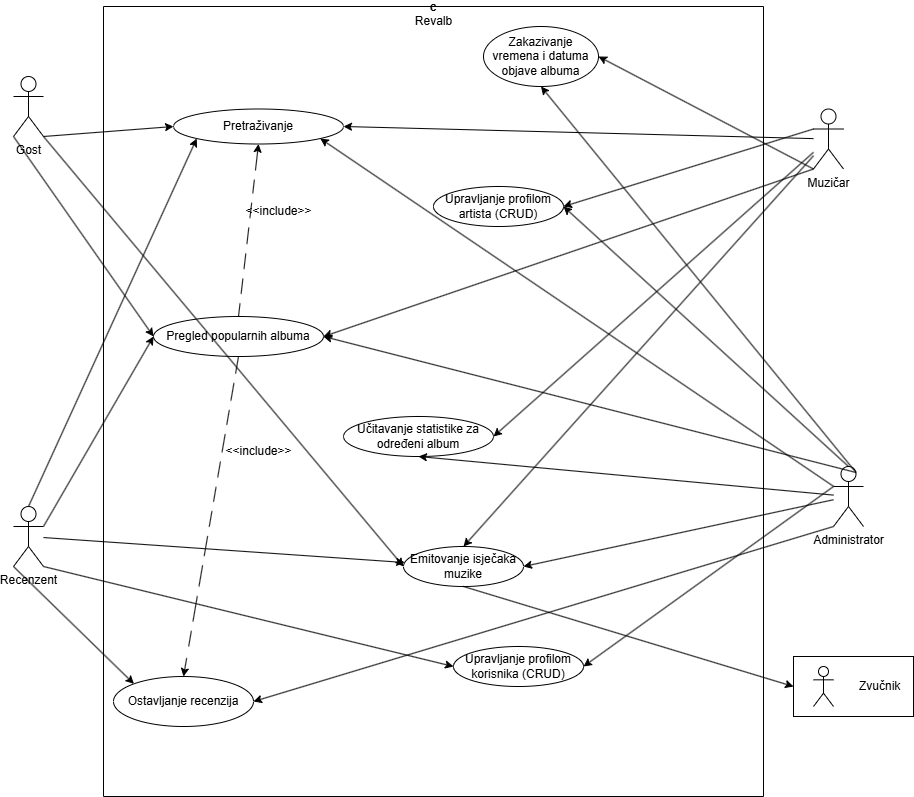 c
Revalb
Zakazivanje
vremena i datuma
objave albuma
Pretraživanje
Gost
Muzičar
Upravljanje profilom
artista (CRUD)
<<include>>
Pregled popularnih albuma
Učitavanje statistike za
određeni album
<<include>>
Administrator
Emitovanje isječaka
muzike
Recenzent
Upravljanje profilom
korisnika (CRUD)
Zvučnik
Ostavljanje recenzija